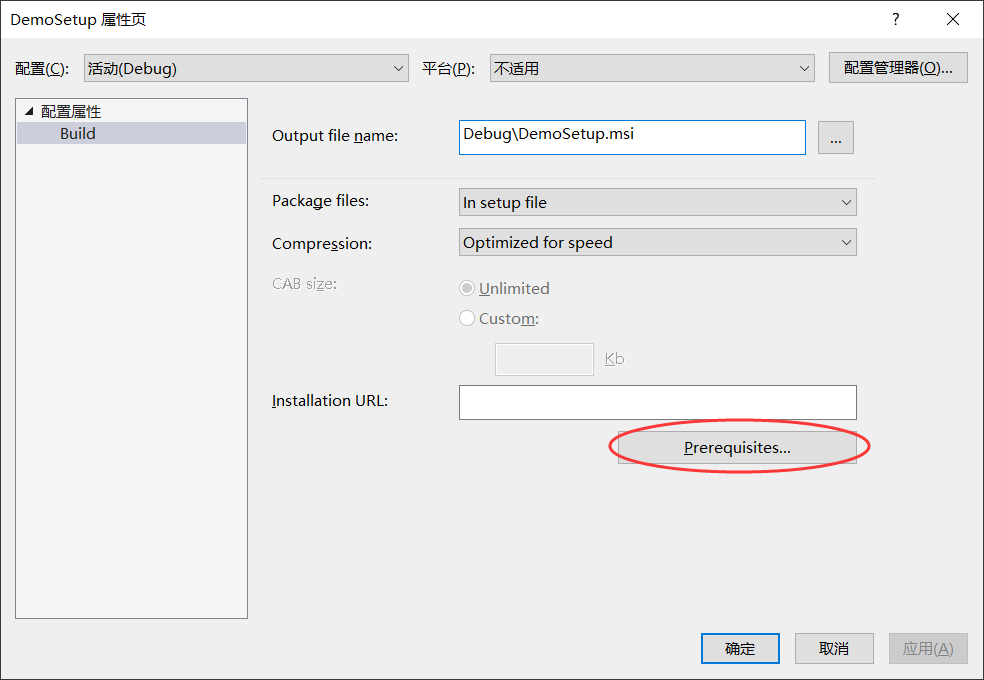 DemoSetup 属性页
?
配置(C): 活动(Debug) 平台(P): 不适用 配置管理器(O)...
配置属性
Build
Output file name: Debug\DemoSetup.msi ...
Package files: In setup file
Compression: Optimized for speed
CAB size: Unlimited
Custom:
Kb
Installation URL:
Prerequisites...
确定 取消 应用(A)